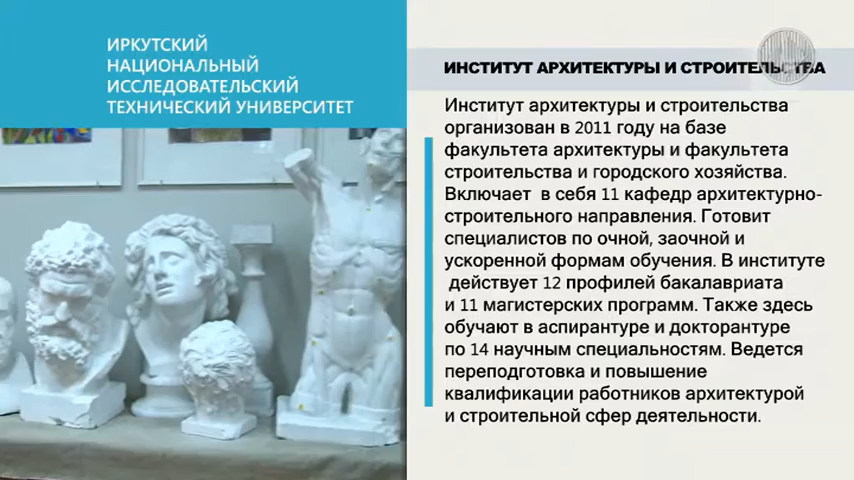 ИРКУТСКИЙ
НАЦИОНАЛЬНЫЙ
ИССЛЕДОВАТЕЛЬСКИЙ
ТЕХНИЧЕСКИЙ УНИВЕРСИТЕТ
ИНСТИТУТ АРХИТЕКТУРЫ И СТРОИТЕЛЬСТВА
Институт архитектуры и строительства
организован в 2011 году на базе
факультета архитектуры и факультета
строительства и городского хозяйства.
Включает в себя 11 кафедр архитектурно-
строительного направления. Готовит
специалистов по очной, заочной и
ускоренной формам обучения. В институте
действует 12 профилей бакалавриата
и 11 магистерских программ. Также здесь
обучают в аспирантуре и докторантуре
по 14 научным специальностям. Ведется
переподготовка и повышение
квалификации работников архитектурой
и строительной сфер деятельности.